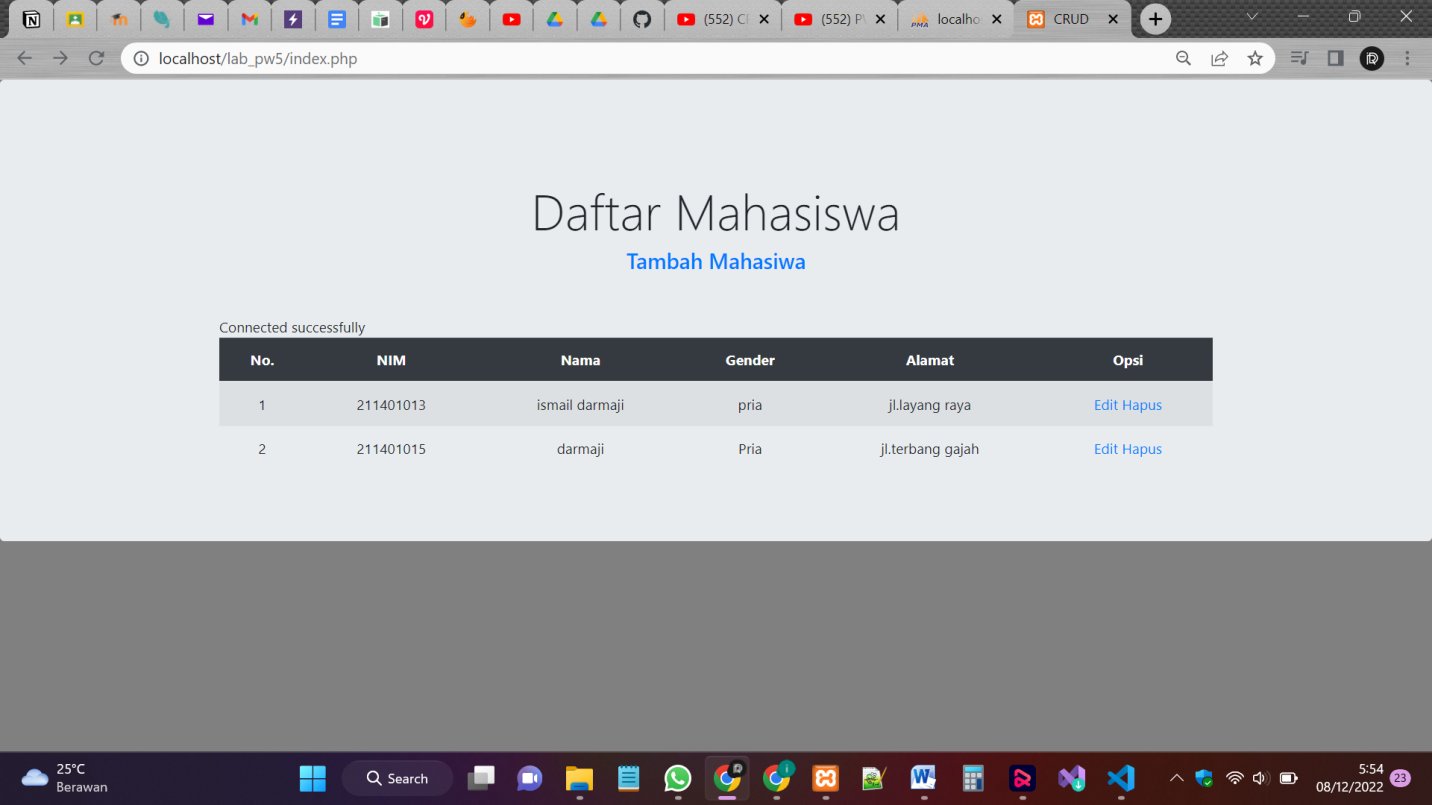 (552) C
(552) P
PMA
localho
CRUD
localhost/lab_pw5/index.php
Daftar Mahasiswa
Tambah Mahasiwa
Connected successfully
No. NIM Nama Gender Alamat Opsi
1 211401013 ismail darmaji pria jl.layang raya Edit Hapus
2 211401015 darmaji Pria jl.terbang gajah Edit Hapus
25°C
Berawan
Search
5:54
08/12/2022
23